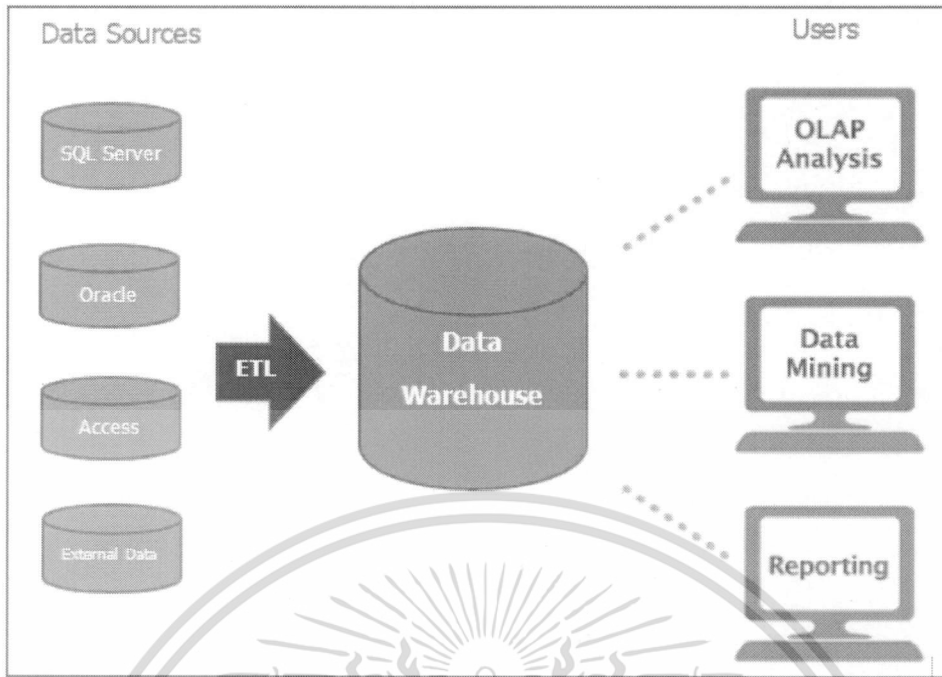 Data Sources
SQL Server
Oracle
Access
External Data
ETL
Data
Warehouse
Users
OLAP
Analysis
Data
Mining
Reporting